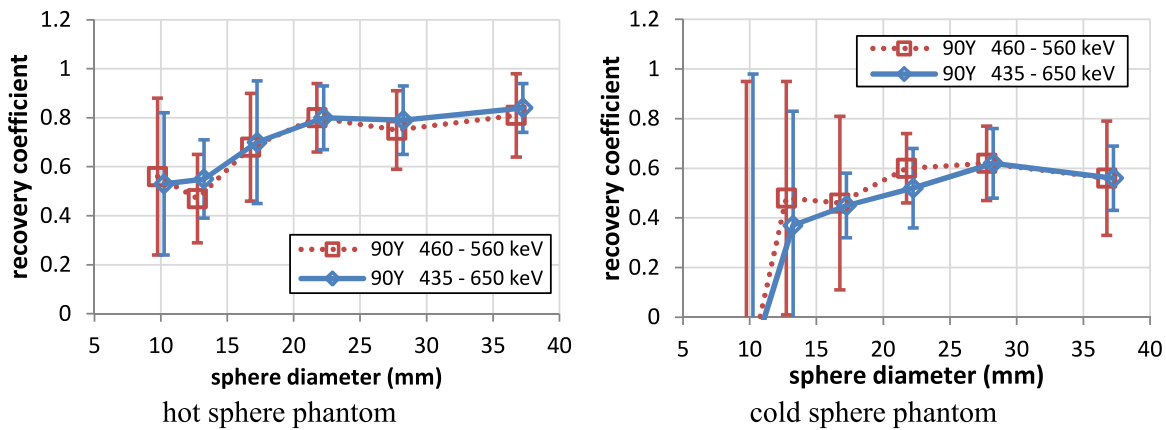 1.2
1
0.8
0.6
0.4
0.2
0
recovery coefficient
90Y 460 - 560 keV
90Y 435 - 650 keV
5 10 15 20 25 30 35 40
sphere diameter (mm)
hot sphere phantom
1.2
1
0.8
0.6
0.4
0.2
0
recovery coefficient
90Y 460 - 560 keV
90Y 435 - 650 keV
5 10 15 20 25 30 35 40
sphere diameter (mm)
cold sphere phantom